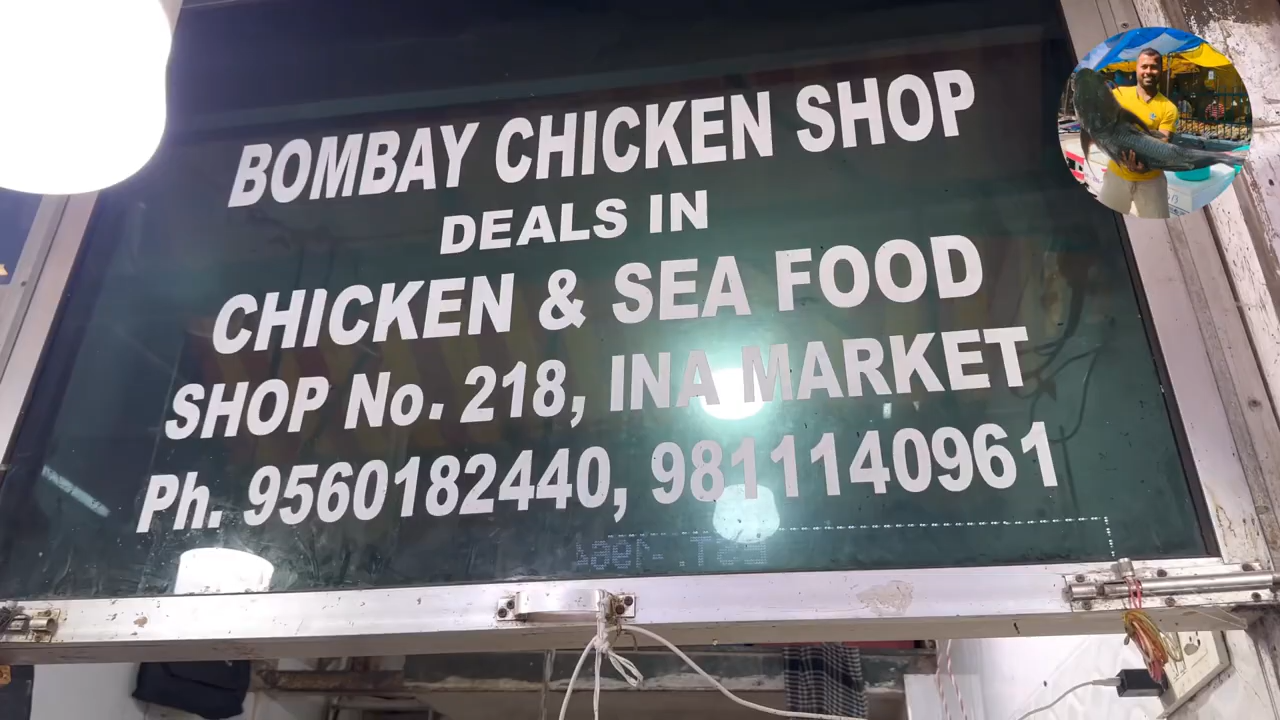 BOMBAY CHICKEN SHOP
DEALS IN
CHICKEN & SEA FOOD
SHOP No. 218, INA MARKET
Ph. 9560182440, 9811140961